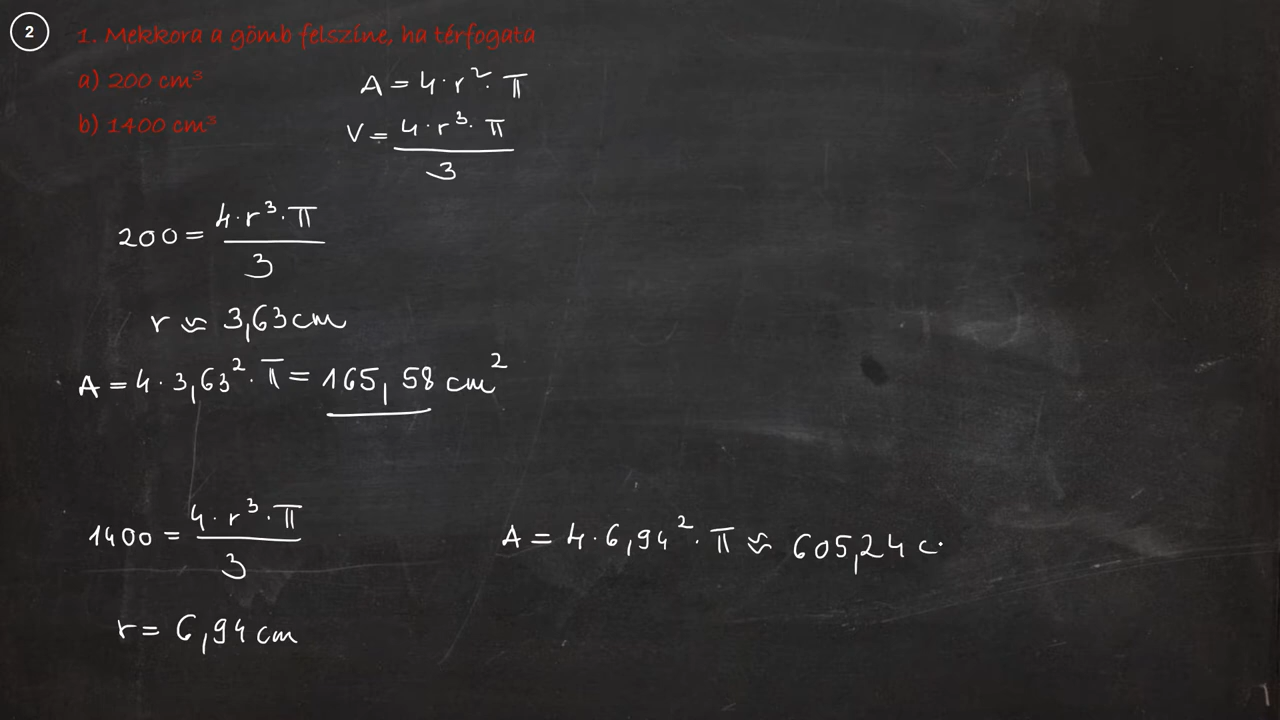 2
1. Mekkora a gömb felszíne, ha térfogata
a) 200 cm³
b) 1400 cm³
A = 4 · r² · π
V = 4 · r³ · π / 3
200 = 4 · r³ · π / 3
r ≈ 3,63 cm
A = 4 · 3,63² · π = 165,58 cm²
1400 = 4 · r³ · π / 3
r = 6,94 cm
A = 4 · 6,94² · π ≈ 605,24 c